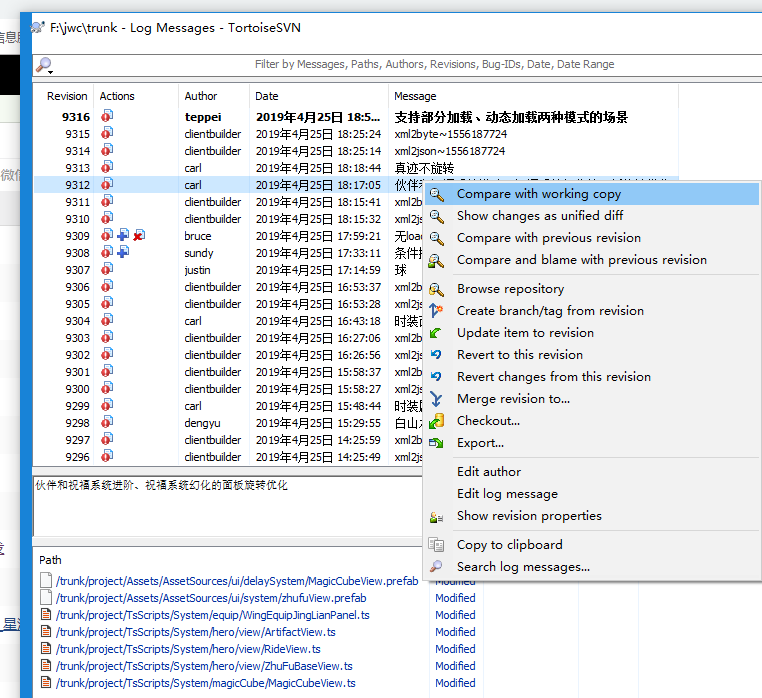 F:\jwc\trunk - Log Messages - TortoiseSVN
信息
Filter by Messages, Paths, Authors, Revisions, Bug-IDs, Date, Date Range
Revision Actions Author Date Message
9316 teppei 2019年4月25日 18:5... 支持部分加载、动态加载两种模式的场景
9315 clientbuilder 2019年4月25日 18:25:24 xml2byte~1556187724
9314 clientbuilder 2019年4月25日 18:25:14 xml2json~1556187724
9313 carl 2019年4月25日 18:18:44 真迹不旋转
微信
9312 carl 2019年4月25日 18:17:05 伙伴
9311 clientbuilder 2019年4月25日 18:15:41 xml2b
9310 clientbuilder 2019年4月25日 18:15:32 xml2js
9309 bruce 2019年4月25日 17:59:21 无loa
9308 sundy 2019年4月25日 17:33:11 条件
9307 justin 2019年4月25日 17:14:59 球
9306 clientbuilder 2019年4月25日 16:53:37 xml2b
9305 clientbuilder 2019年4月25日 16:53:28 xml2js
9304 carl 2019年4月25日 16:43:18 时装
9303 clientbuilder 2019年4月25日 16:27:06 xml2b
9302 clientbuilder 2019年4月25日 16:26:56 xml2js
9301 clientbuilder 2019年4月25日 15:58:37 xml2b
9300 clientbuilder 2019年4月25日 15:58:27 xml2js
9299 carl 2019年4月25日 15:48:44 时装
9298 dengyu 2019年4月25日 15:29:55 白山
9297 clientbuilder 2019年4月25日 14:25:59 xml2b
9296 clientbuilder 2019年4月25日 14:25:49 xml2js
Compare with working copy
Show changes as unified diff
Compare with previous revision
Compare and blame with previous revision
Browse repository
Create branch/tag from revision
Update item to revision
Revert to this revision
Revert changes from this revision
Merge revision to...
Checkout...
Export...
Edit author
Edit log message
Show revision properties
Copy to clipboard
Search log messages...
伙伴和祝福系统进阶、祝福系统幻化的面板旋转优化
Path
/trunk/project/Assets/AssetSources/ui/delaySystem/MagicCubeView.prefab Modified
/trunk/project/Assets/AssetSources/ui/system/zhufuView.prefab Modified
/trunk/project/TsScripts/System/equip/WingEquipJingLianPanel.ts Modified
/trunk/project/TsScripts/System/hero/view/ArtifactView.ts Modified
/trunk/project/TsScripts/System/hero/view/RideView.ts Modified
/trunk/project/TsScripts/System/hero/view/ZhuFuBaseView.ts Modified
/trunk/project/TsScripts/System/magicCube/MagicCubeView.ts Modified